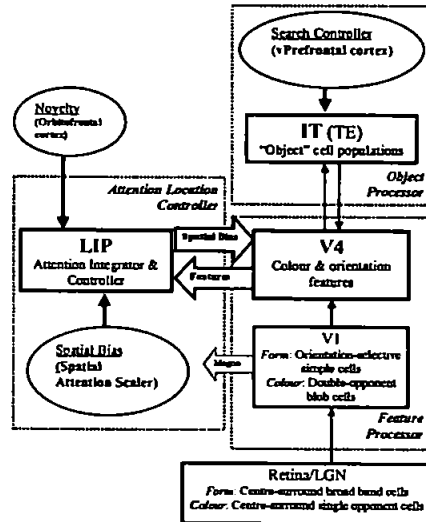 Search Controller
(vPrefrontal cortex)
Novelty
(Orbitofrontal
cortex)
IT (TE)
"Object" cell populations
Object
Processor
Attention Location
Controller
Spatial Bias
LIP
Attention Integrator &
Controller
Features
V4
Colour & orientation
features
Spatial Bias
(Spatial
Attention Scaler)
Magno
V1
Form: Orientation-selective
simple cells
Colour: Double-opponent
blob cells
Feature
Processor
Retina/LGN
Form: Centre-surround broad band cells
Colour: Centre-surround single opponent cells